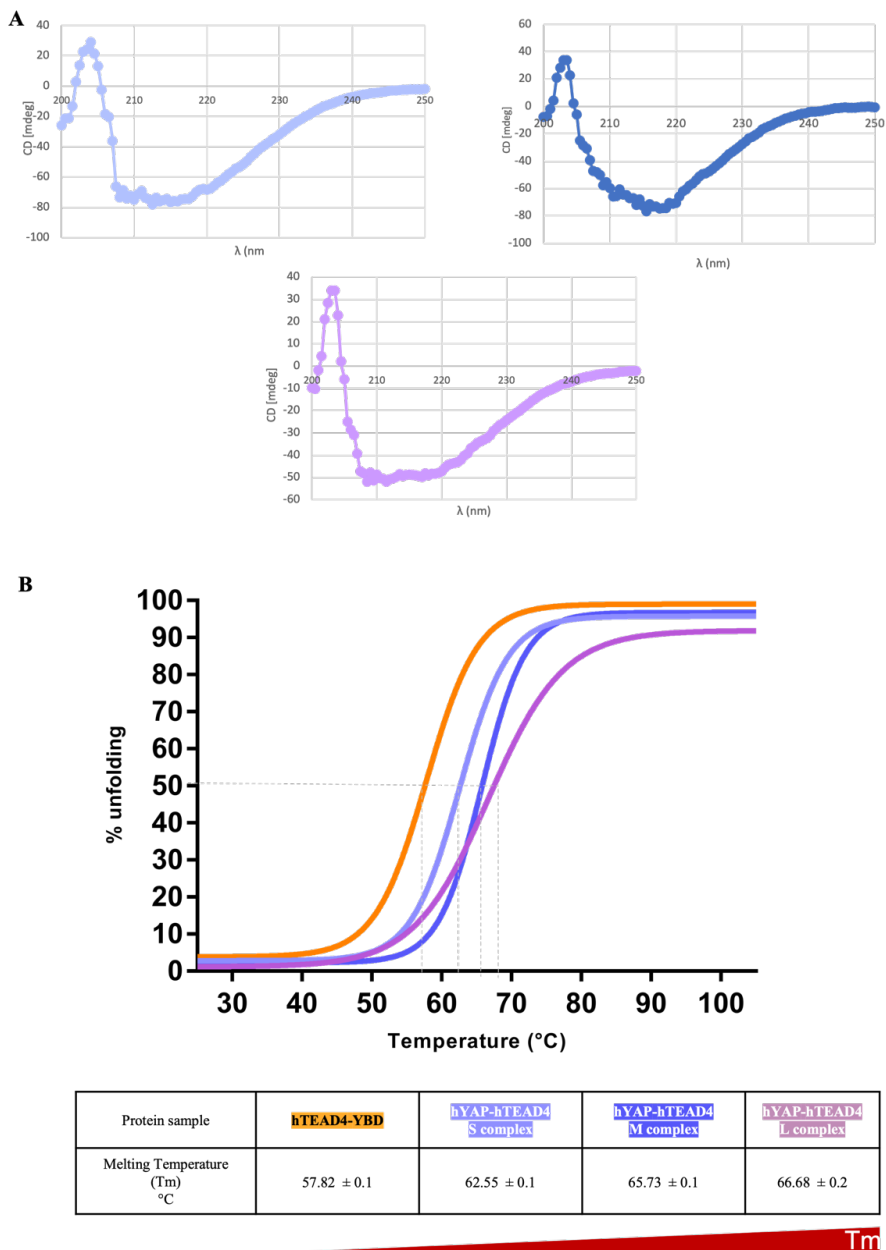 A
40
20
0
-20
-40
-60
-80
-100
200 210 220 230 240 250
CD [mdeg]
λ (nm
60
40
20
0
-20
-40
-60
-80
-100
200 210 220 230 240 250
CD [mdeg]
λ (nm)
40
30
20
10
0
-10
-20
-30
-40
-50
-60
200 210 220 230 240 250
CD [mdeg]
λ (nm)
B
100
90
80
70
60
50
40
30
20
10
0
% unfolding
30 40 50 60 70 80 90 100
Temperature (°C)
Protein sample
hTEAD4-YBD
hYAP-hTEAD4
S complex
hYAP-hTEAD4
M complex
hYAP-hTEAD4
L complex
Melting Temperature
(Tm)
°C
57.82 ± 0.1
62.55 ± 0.1
65.73 ± 0.1
66.68 ± 0.2
Tm